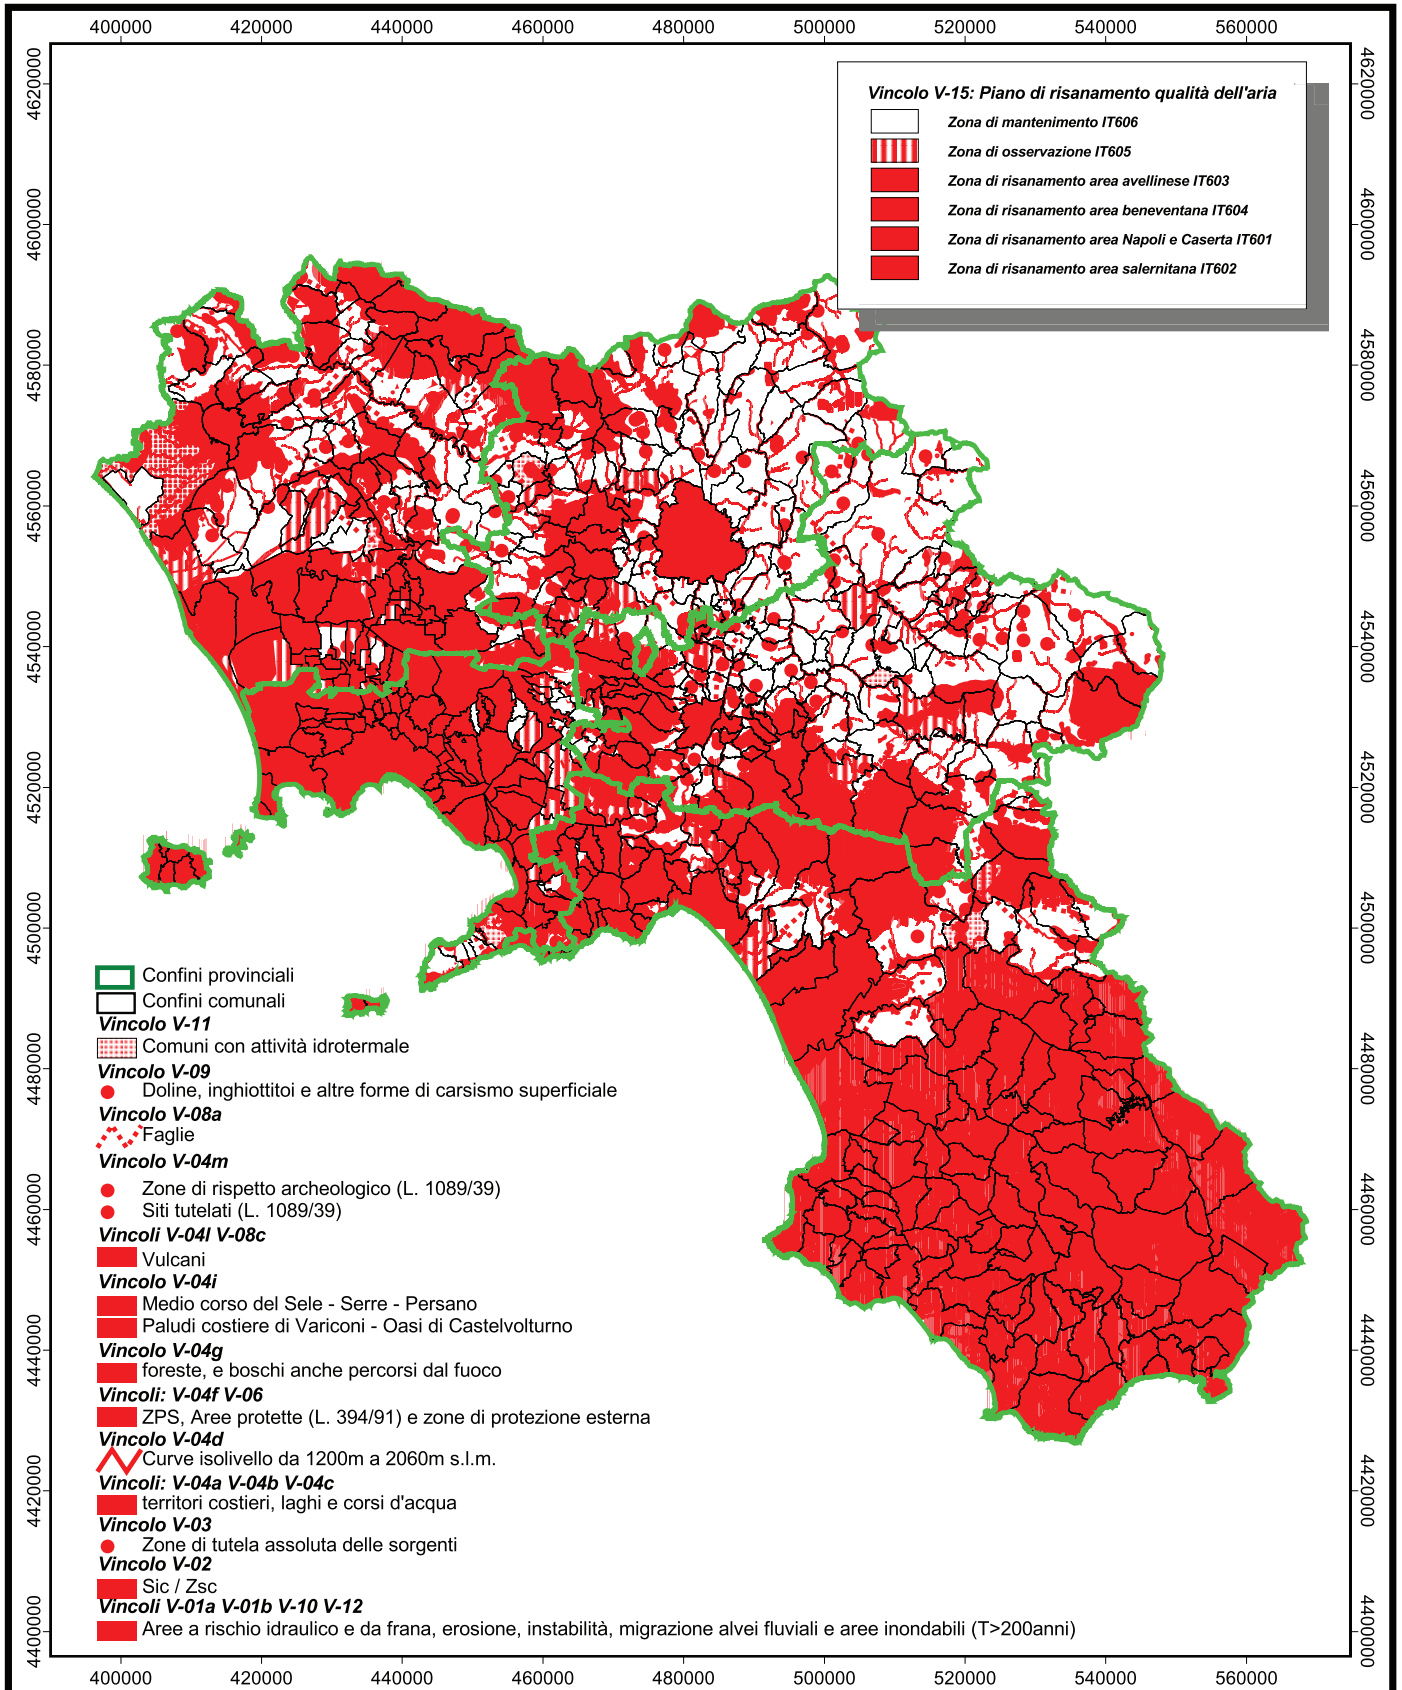 400000 420000 440000 460000 480000 500000 520000 540000 560000
4620000
4600000
4580000
4560000
4540000
4520000
4500000
4480000
4460000
4440000
4420000
4400000
4620000
4600000
4580000
4560000
4540000
4520000
4500000
4480000
4460000
4440000
4420000
4400000
Vincolo V-15: Piano di risanamento qualità dell'aria
Zona di mantenimento IT606
Zona di osservazione IT605
Zona di risanamento area avellinese IT603
Zona di risanamento area beneventana IT604
Zona di risanamento area Napoli e Caserta IT601
Zona di risanamento area salernitana IT602
Confini provinciali
Confini comunali
Vincolo V-11
Comuni con attività idrotermale
Vincolo V-09
Doline, inghiottitoi e altre forme di carsismo superficiale
Vincolo V-08a
Faglie
Vincolo V-04m
Zone di rispetto archeologico (L. 1089/39)
Siti tutelati (L. 1089/39)
Vincoli V-04l V-08c
Vulcani
Vincolo V-04i
Medio corso del Sele - Serre - Persano
Paludi costiere di Variconi - Oasi di Castelvolturno
Vincolo V-04g
foreste, e boschi anche percorsi dal fuoco
Vincoli: V-04f V-06
ZPS, Aree protette (L. 394/91) e zone di protezione esterna
Vincolo V-04d
Curve isolivello da 1200m a 2060m s.l.m.
Vincoli: V-04a V-04b V-04c
territori costieri, laghi e corsi d'acqua
Vincolo V-03
Zone di tutela assoluta delle sorgenti
Vincolo V-02
Sic / Zsc
Vincoli V-01a V-01b V-10 V-12
Aree a rischio idraulico e da frana, erosione, instabilità, migrazione alvei fluviali e aree inondabili (T>200anni)
400000 420000 440000 460000 480000 500000 520000 540000 560000